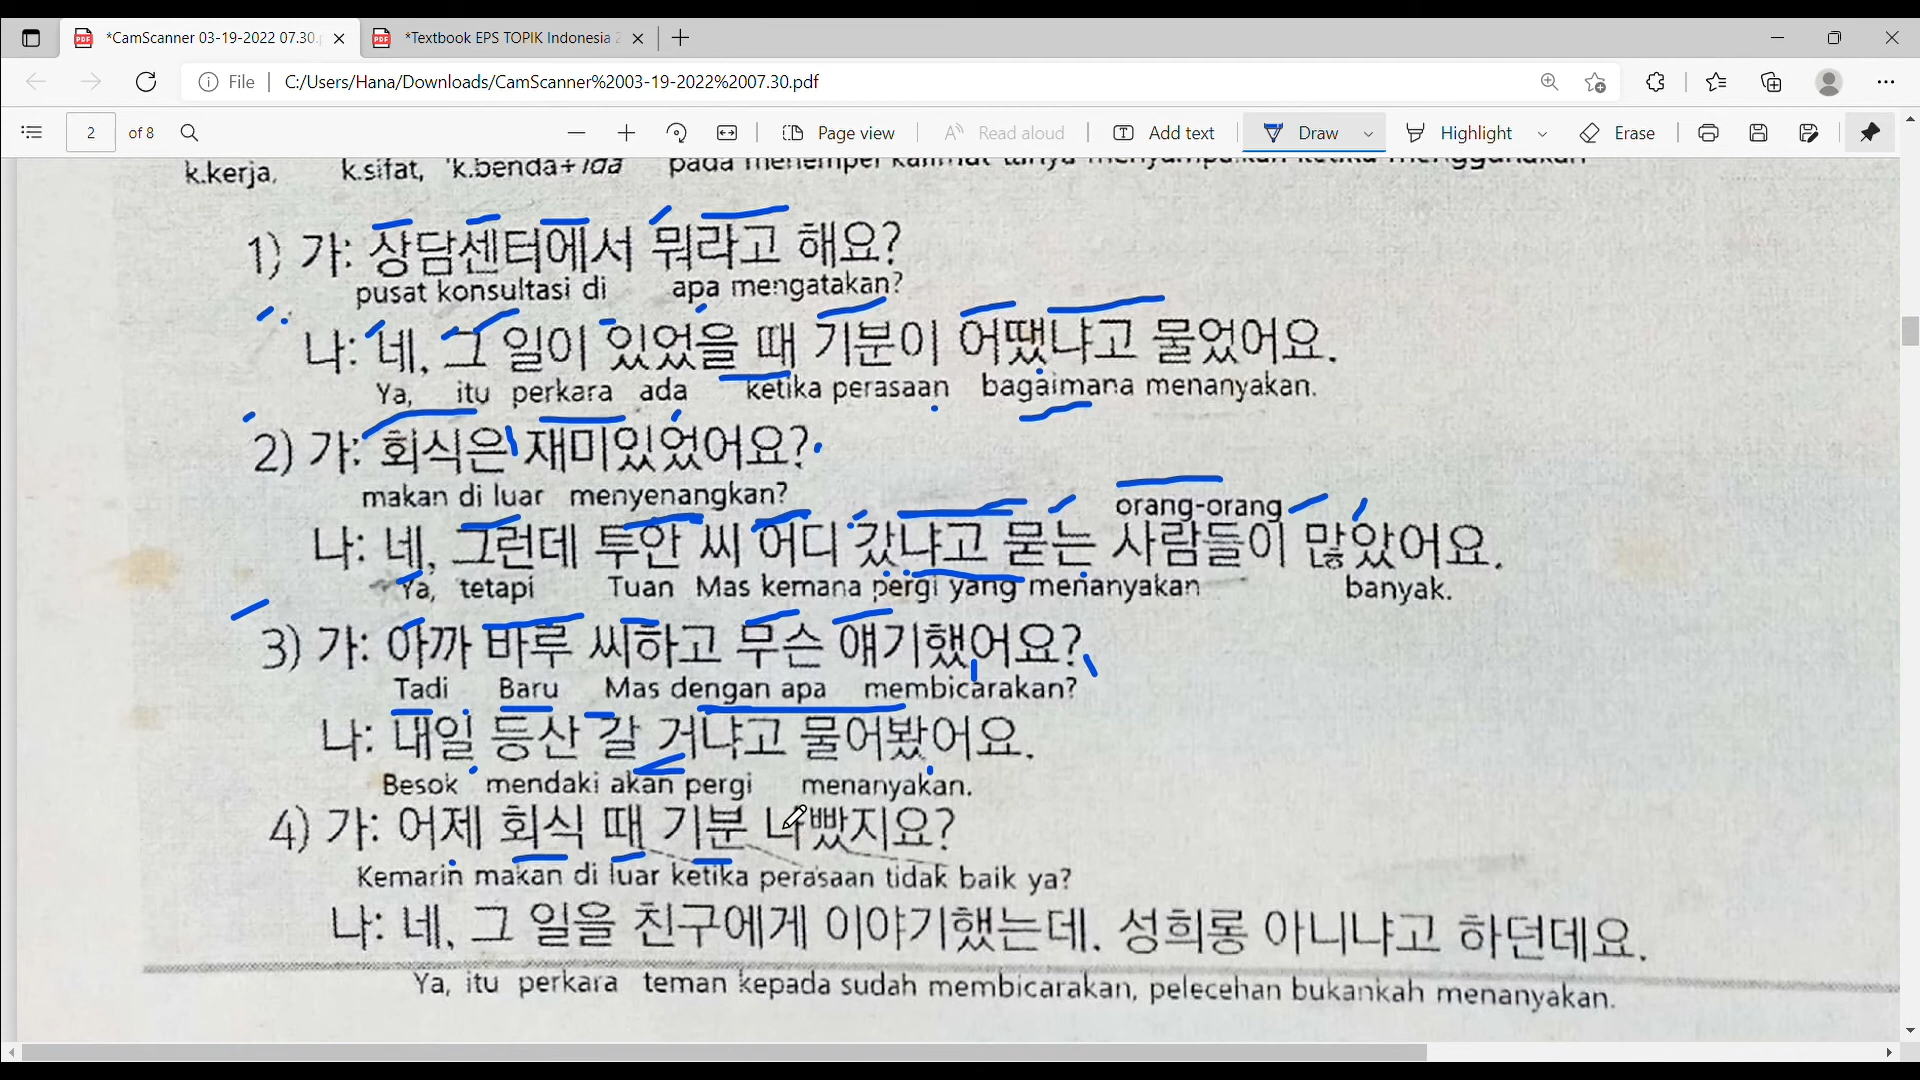 *CamScanner 03-19-2022 07.30.p
*Textbook EPS TOPIK Indonesia 2
File C:/Users/Hana/Downloads/CamScanner%2003-19-2022%2007.30.pdf
2 of 8 Page view Read aloud Add text Draw Highlight Erase
k.kerja, k.sifat, k.benda+ida pada menempel kalimat tanya menyampaikan ketika menggunakan
1) 가: 상담센터에서 뭐라고 해요?
pusat konsultasi di apa mengatakan?
나: 네, 그 일이 있었을 때 기분이 어땠냐고 물었어요.
Ya, itu perkara ada ketika perasaan bagaimana menanyakan.
2) 가: 회식은 재미있었어요?
makan di luar menyenangkan?
orang-orang
나: 네, 그런데 투안 씨 어디 갔냐고 묻는 사람들이 많았어요.
Ya, tetapi Tuan Mas kemana pergi yang menanyakan banyak.
3) 가: 아까 바루 씨하고 무슨 얘기했어요?
Tadi Baru Mas dengan apa membicarakan?
나: 내일 등산 갈 거냐고 물어봤어요.
Besok mendaki akan pergi menanyakan.
4) 가: 어제 회식 때 기분 나빴지요?
Kemarin makan di luar ketika perasaan tidak baik ya?
나: 네, 그 일을 친구에게 이야기했는데. 성희롱 아니냐고 하던데요.
Ya, itu perkara teman kepada sudah membicarakan, pelecehan bukankah menanyakan.